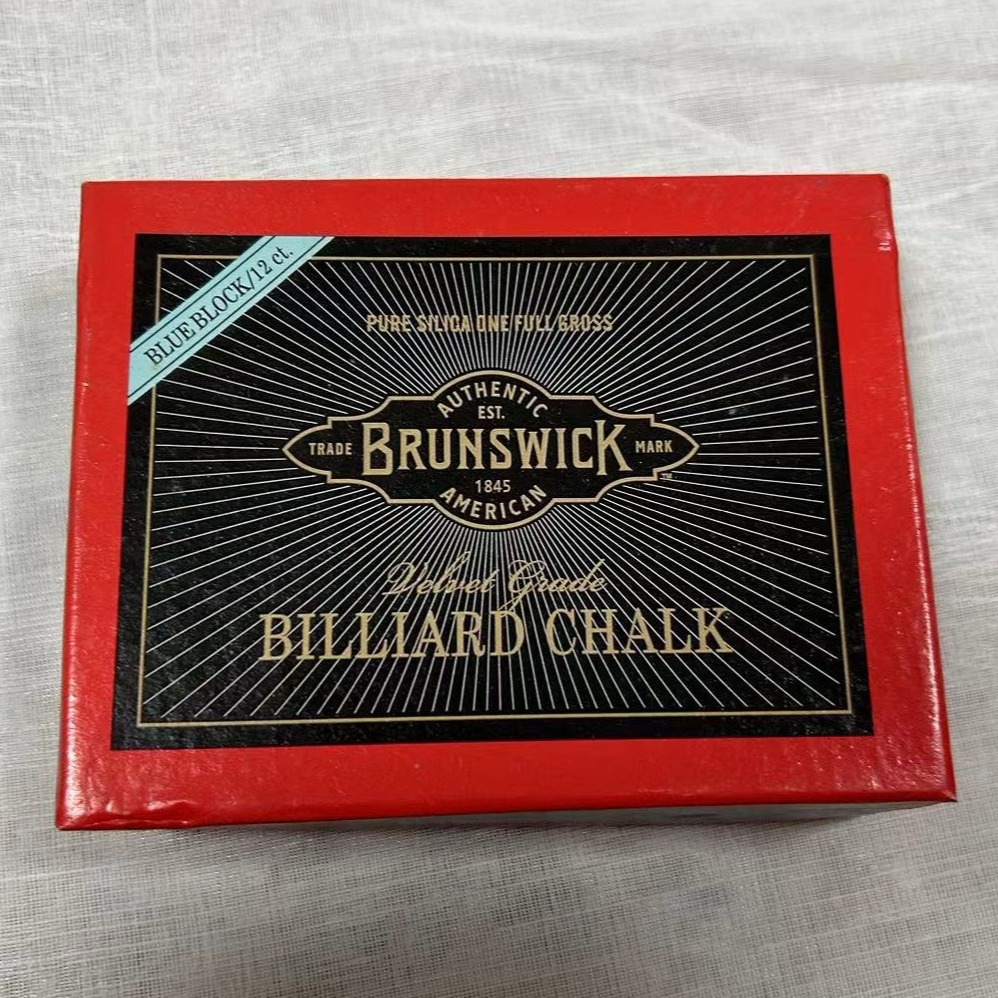 BLUE BLOCK/12 ct.
PURE SILICA ONE FULL GROSS
AUTHENTIC
EST.
TRADE BRUNSWICK MARK
TM
1845
AMERICAN
Velvet Grade
BILLIARD CHALK